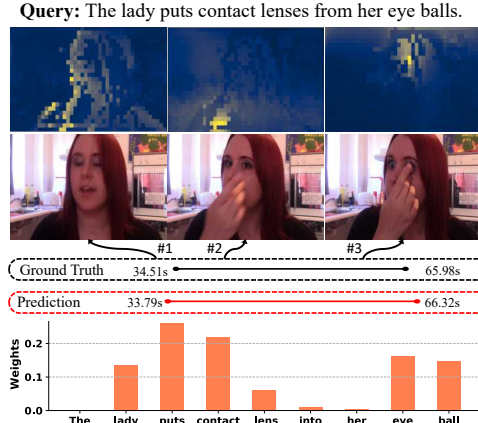 Query: The lady puts contact lenses from her eye balls.
#1 #2 #3
Ground Truth 34.51s 65.98s
Prediction 33.79s 66.32s
Weights
0.2
0.1
0.0
The lady puts contact lens into her eye ball